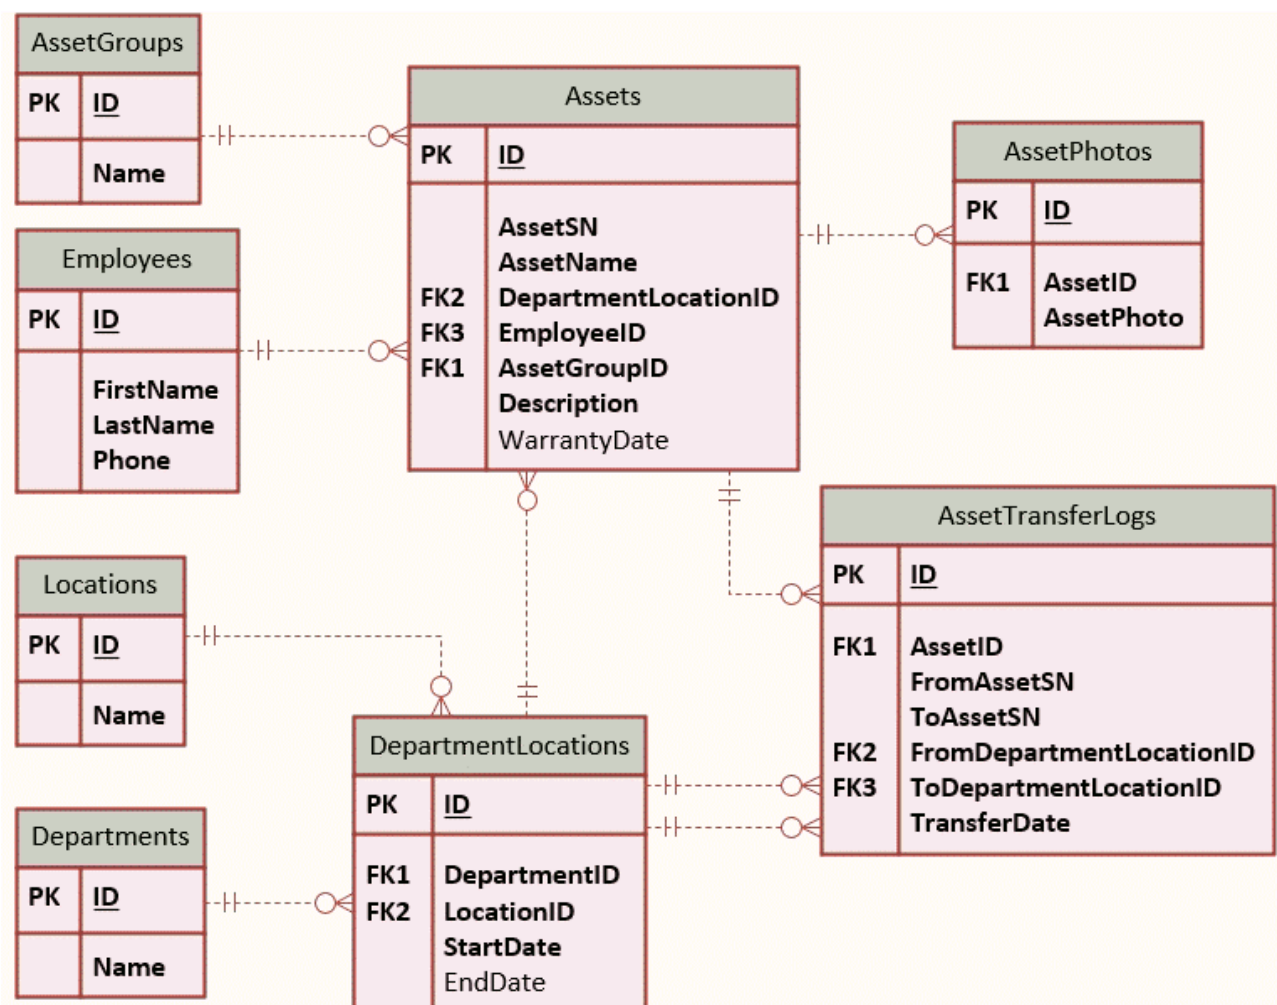 AssetGroups
PK ID
Name
Employees
PK ID
FirstName
LastName
Phone
Locations
PK ID
Name
Departments
PK ID
Name
Assets
PK ID
AssetSN
AssetName
FK2 DepartmentLocationID
FK3 EmployeeID
FK1 AssetGroupID
Description
WarrantyDate
DepartmentLocations
PK ID
FK1 DepartmentID
FK2 LocationID
StartDate
EndDate
AssetPhotos
PK ID
FK1 AssetID
AssetPhoto
AssetTransferLogs
PK ID
FK1 AssetID
FromAssetSN
ToAssetSN
FK2 FromDepartmentLocationID
FK3 ToDepartmentLocationID
TransferDate